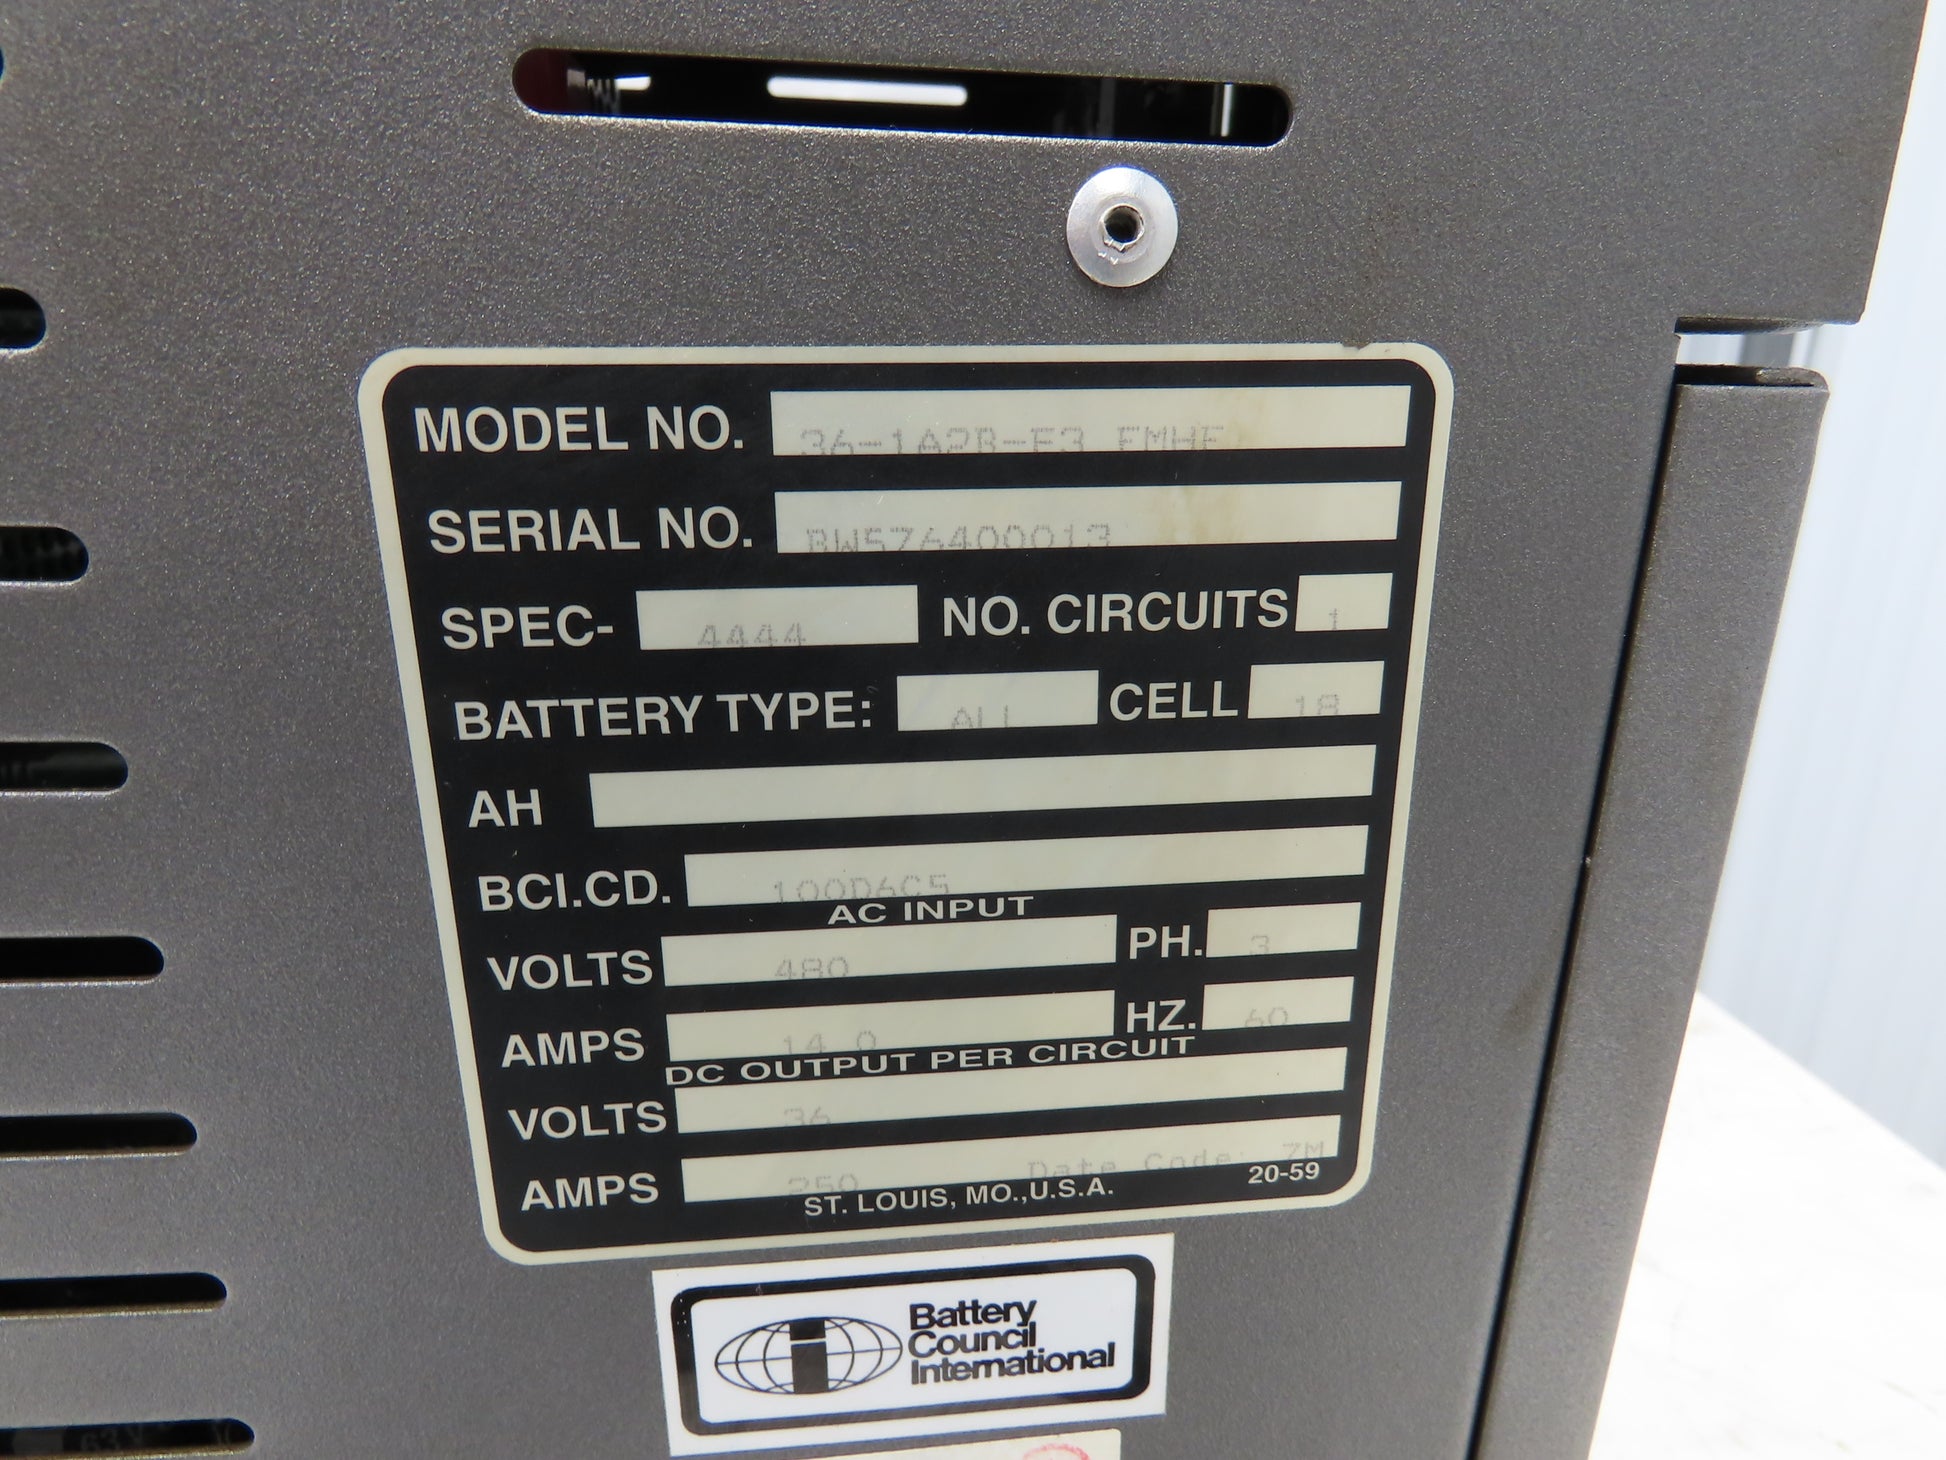 MODEL NO. 36-1A2B-E3 FMHF
SERIAL NO. BW576400013
SPEC- 4444 NO. CIRCUITS 1
BATTERY TYPE: ALL CELL 18
AH
BCI.CD. 100D6C5
AC INPUT
VOLTS 480 PH. 3
AMPS 14.0 HZ. 60
DC OUTPUT PER CIRCUIT
VOLTS 36
AMPS 250 Date Code: 7M
ST. LOUIS, MO.,U.S.A. 20-59
Battery
Council
International